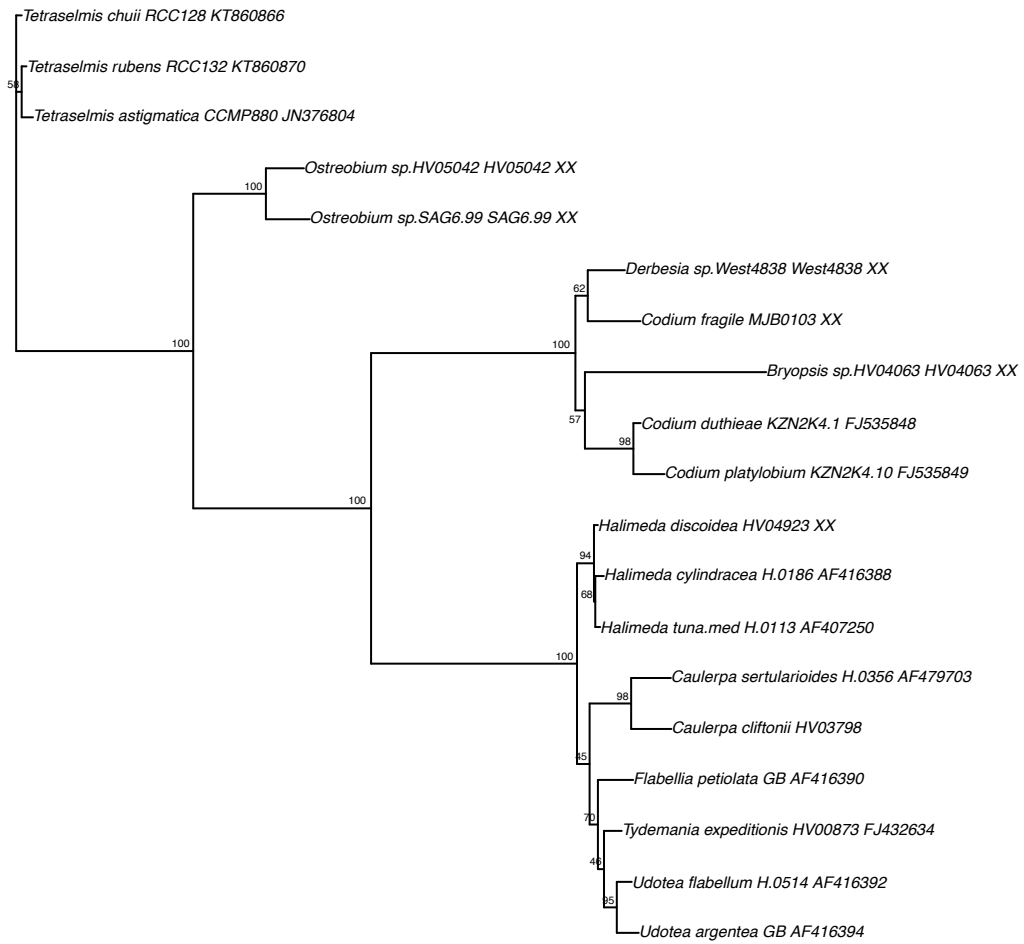 Tetraselmis chuii RCC128 KT860866
Tetraselmis rubens RCC132 KT860870
58
Tetraselmis astigmatica CCMP880 JN376804
Ostreobium sp.HV05042 HV05042 XX
100
Ostreobium sp.SAG6.99 SAG6.99 XX
Derbesia sp.West4838 West4838 XX
62
Codium fragile MJB0103 XX
100
100
Bryopsis sp.HV04063 HV04063 XX
57
Codium duthieae KZN2K4.1 FJ535848
98
Codium platylobium KZN2K4.10 FJ535849
100
Halimeda discoidea HV04923 XX
94
Halimeda cylindracea H.0186 AF416388
68
Halimeda tuna.med H.0113 AF407250
100
Caulerpa sertularioides H.0356 AF479703
98
Caulerpa cliftonii HV03798
45
Flabellia petiolata GB AF416390
70
Tydemania expeditionis HV00873 FJ432634
46
Udotea flabellum H.0514 AF416392
95
Udotea argentea GB AF416394